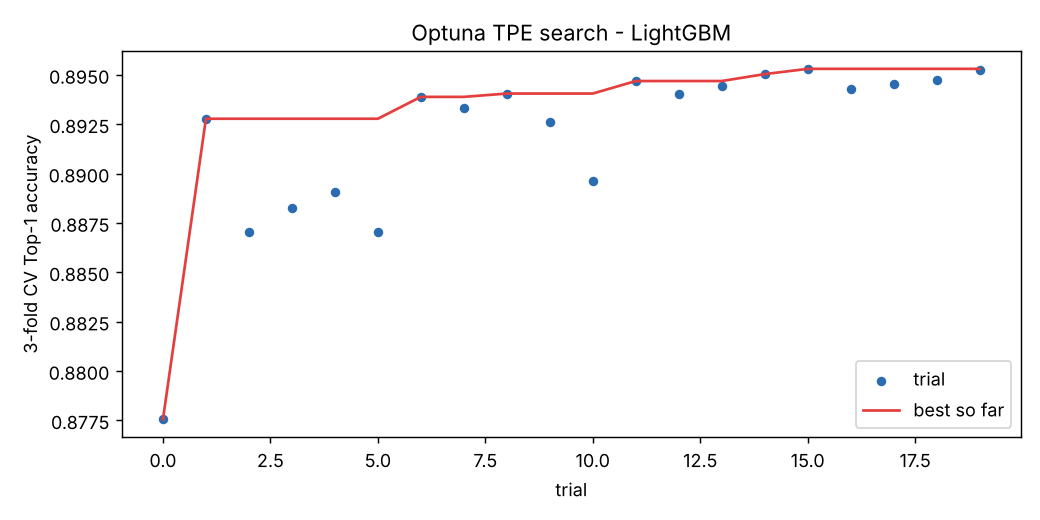 Optuna TPE search - LightGBM
3-fold CV Top-1 accuracy
0.8950
0.8925
0.8900
0.8875
0.8850
0.8825
0.8800
0.8775
trial
best so far
0.0 2.5 5.0 7.5 10.0 12.5 15.0 17.5
trial